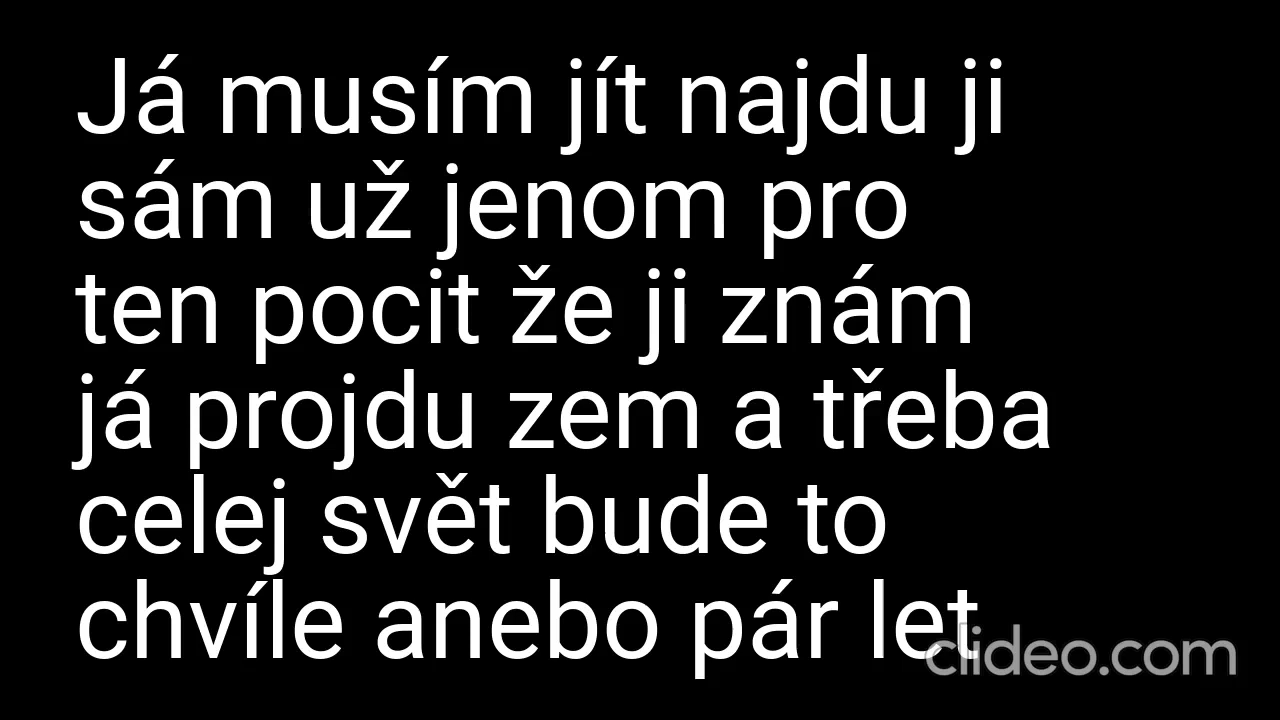 Já musím jít najdu ji
sám už jenom pro
ten pocit že ji znám
já projdu zem a třeba
celej svět bude to
chvíle anebo pár let
clideo.com